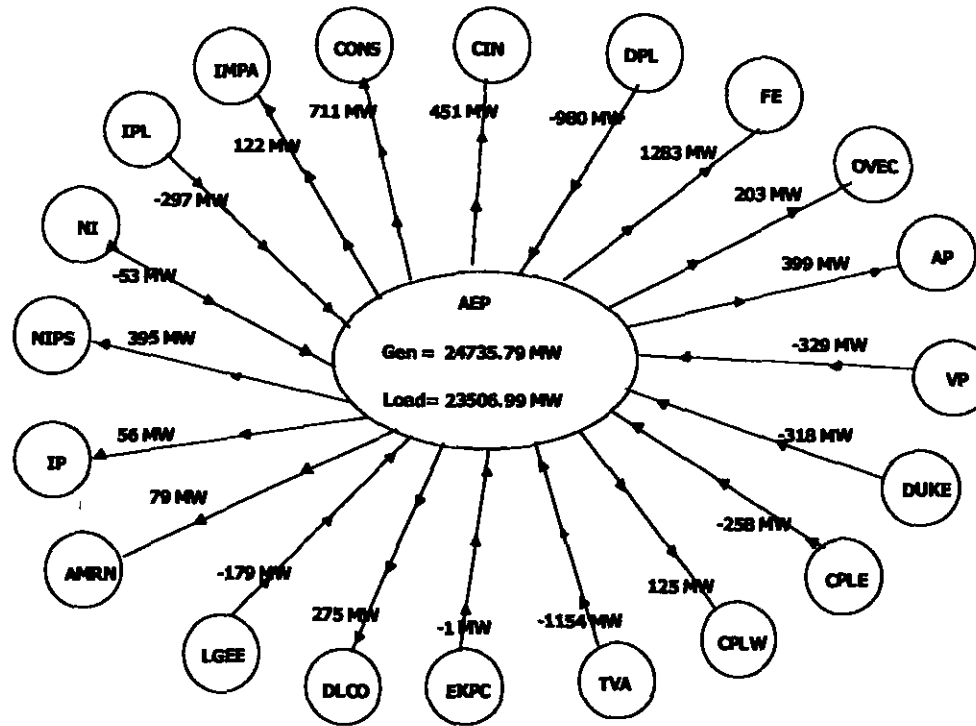 CONS
CIN
DPL
IMPA
FE
IPL
OVEC
NI
AP
NIPS
VP
IP
DUKE
AMRN
CPLE
LGEE
CPLW
DLCO
EKPC
TVA
711 MW
451 MW
-980 MW
122 MW
1283 MW
-297 MW
203 MW
-53 MW
399 MW
395 MW
-329 MW
56 MW
-318 MW
79 MW
-258 MW
-179 MW
125 MW
275 MW
-1 MW
-1154 MW
AEP
Gen = 24735.79 MW
Load= 23506.99 MW